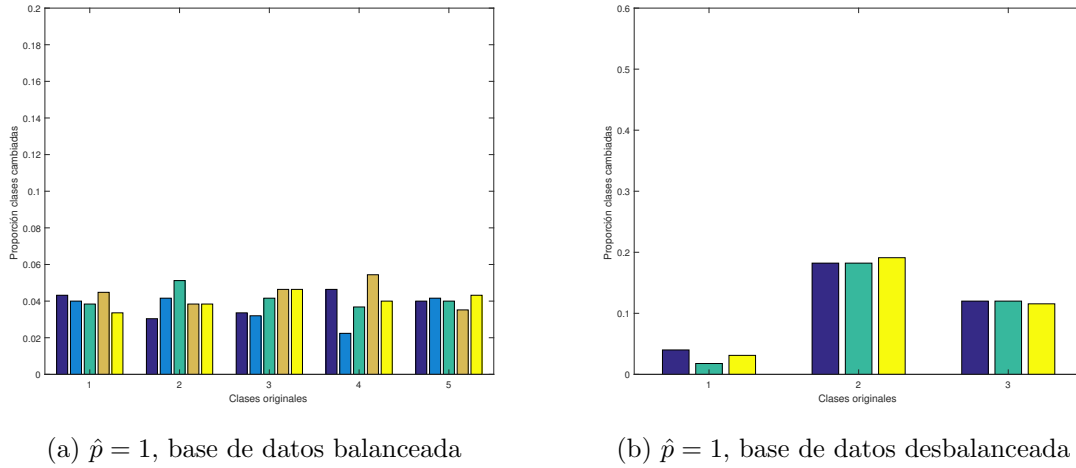 0.2
0.18
0.16
0.14
0.12
0.1
0.08
0.06
0.04
0.02
0
Proporción clases cambiadas
1 2 3 4 5
Clases originales
(a) p̂ = 1, base de datos balanceada
0.6
0.5
0.4
0.3
0.2
0.1
0
Proporción clases cambiadas
1 2 3
Clases originales
(b) p̂ = 1, base de datos desbalanceada